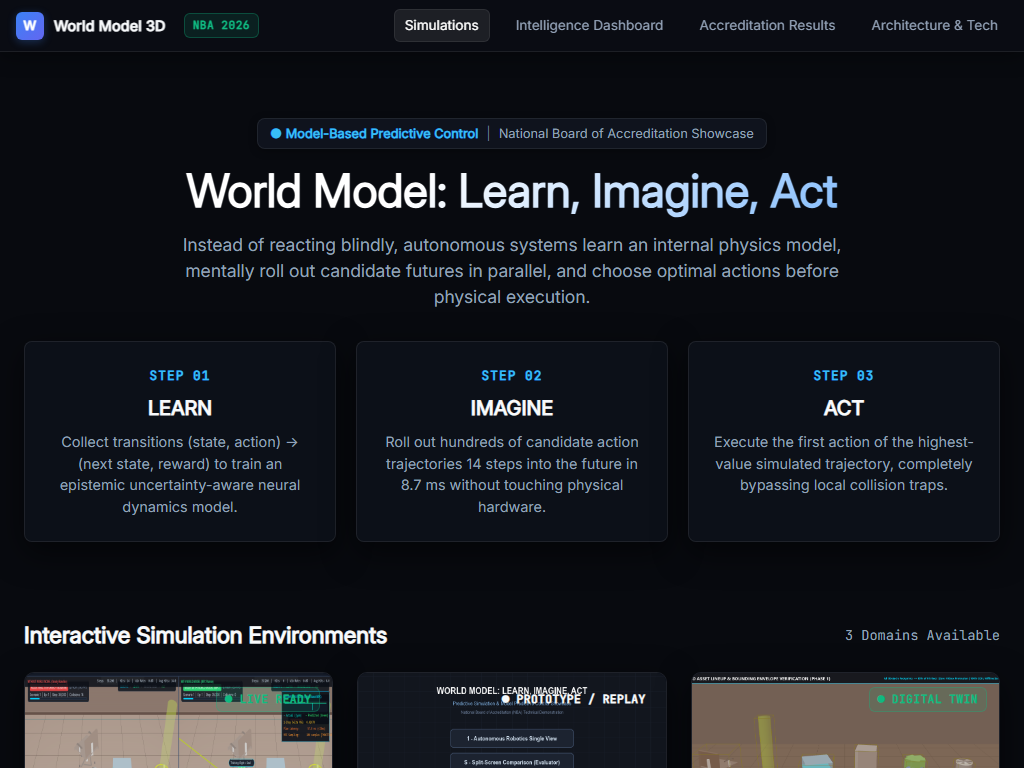 W World Model 3D NBA 2026 Simulations Intelligence Dashboard Accreditation Results Architecture & Tech
Model-Based Predictive Control | National Board of Accreditation Showcase
World Model: Learn, Imagine, Act
Instead of reacting blindly, autonomous systems learn an internal physics model,
mentally roll out candidate futures in parallel, and choose optimal actions before
physical execution.
STEP 01
LEARN
Collect transitions (state, action) →
(next state, reward) to train an
epistemic uncertainty-aware neural
dynamics model.
STEP 02
IMAGINE
Roll out hundreds of candidate action
trajectories 14 steps into the future in
8.7 ms without touching physical
hardware.
STEP 03
ACT
Execute the first action of the highest-
value simulated trajectory, completely
bypassing local collision traps.
Interactive Simulation Environments
3 Domains Available
LIVE READY
WORLD MODEL: LEARN, IMAGINE, ACT
PROTOTYPE / REPLAY
1 - Autonomous Robotics Single View
S - Split-Screen Comparison (Evaluator)
ASSET LINEUP & BOUNDING ENVELOPE VERIFICATION (PHASE 1)
DIGITAL TWIN